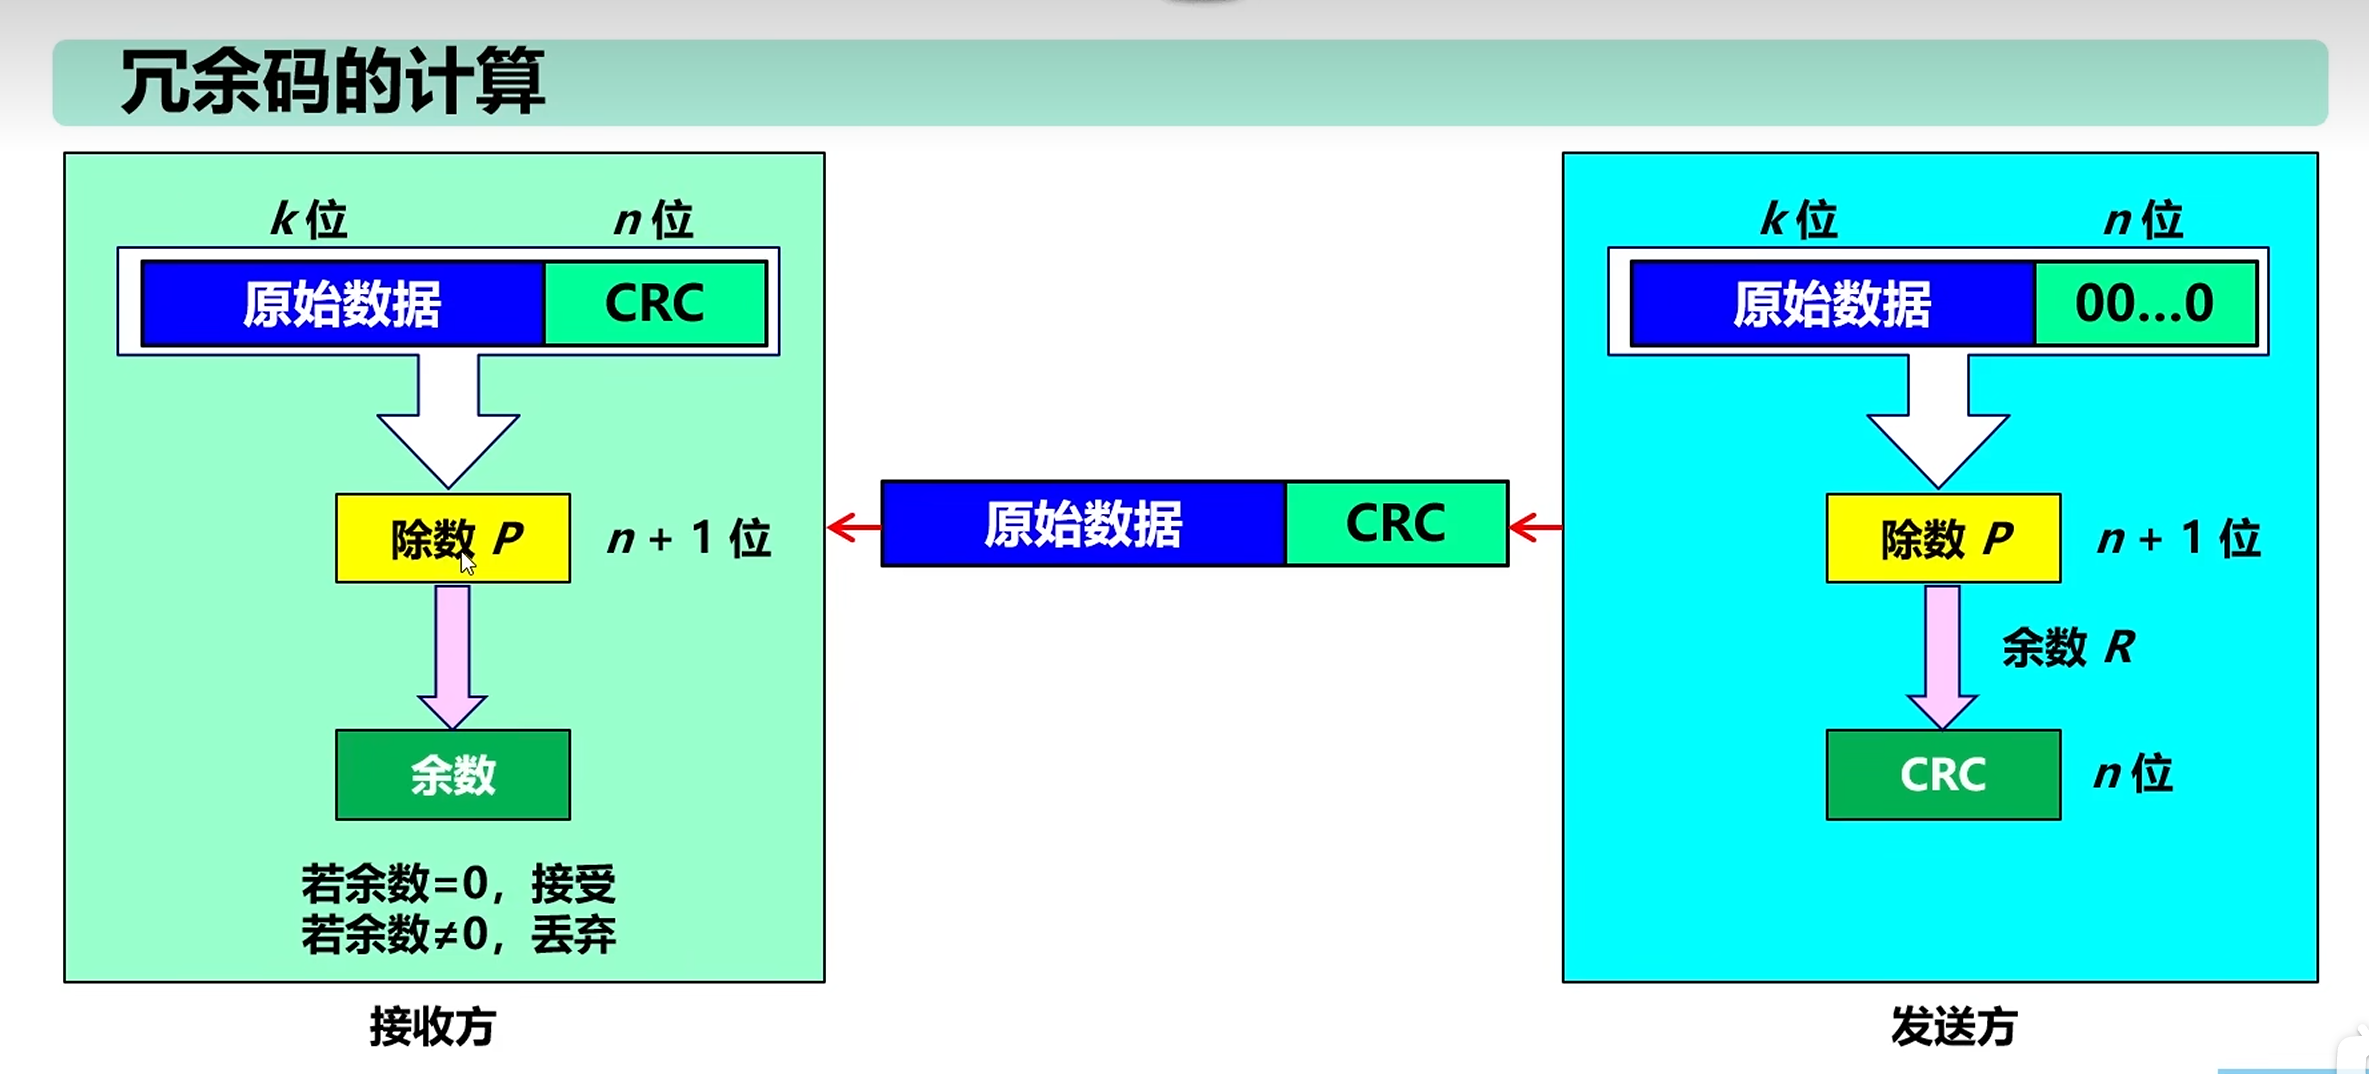 冗余码的计算
k 位 n 位
原始数据 CRC
除数 P n + 1 位
余数
若余数=0，接受
若余数≠0，丢弃
接收方
原始数据 CRC
k 位 n 位
原始数据 00...0
除数 P n + 1 位
余数 R
CRC n 位
发送方